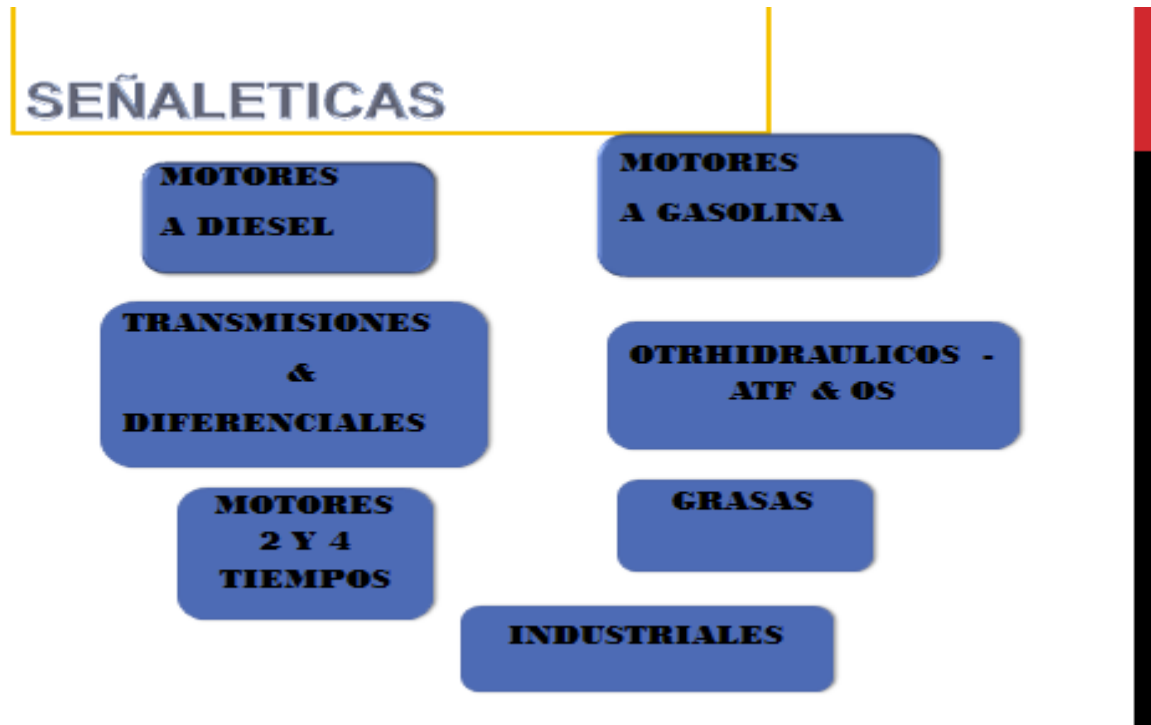 SEÑALETICAS
MOTORES
A DIESEL
MOTORES
A GASOLINA
TRANSMISIONES
&
DIFERENCIALES
OTRHIDRAULICOS -
ATF & OS
MOTORES
2 Y 4
TIEMPOS
GRASAS
INDUSTRIALES